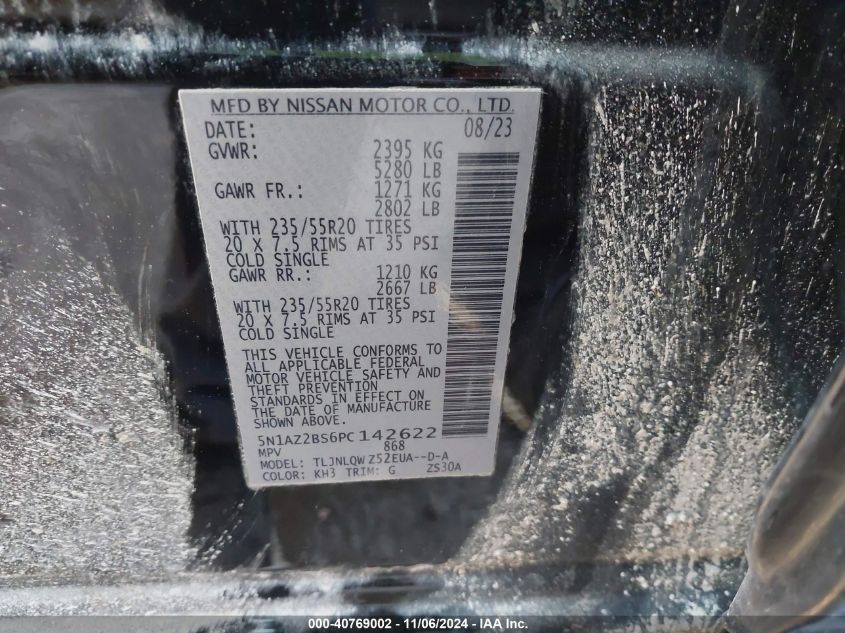 MFD BY NISSAN MOTOR CO., LTD.
DATE: 08/23
GVWR: 2395 KG
5280 LB
GAWR FR.: 1271 KG
2802 LB
WITH 235/55R20 TIRES
20 X 7.5 RIMS AT 35 PSI
COLD SINGLE
GAWR RR.: 1210 KG
2667 LB
WITH 235/55R20 TIRES
20 X 7.5 RIMS AT 35 PSI
COLD SINGLE
THIS VEHICLE CONFORMS TO
ALL APPLICABLE FEDERAL
MOTOR VEHICLE SAFETY AND
THEFT PREVENTION
STANDARDS IN EFFECT ON
THE DATE OF MANUFACTURE
SHOWN ABOVE.
5N1AZ2BS6PC142622
MPV 868
MODEL: TLJNLQWZ52EUA--D-A
COLOR: KH3 TRIM: G ZS30A
000-40769002 - 11/06/2024 - IAA Inc.